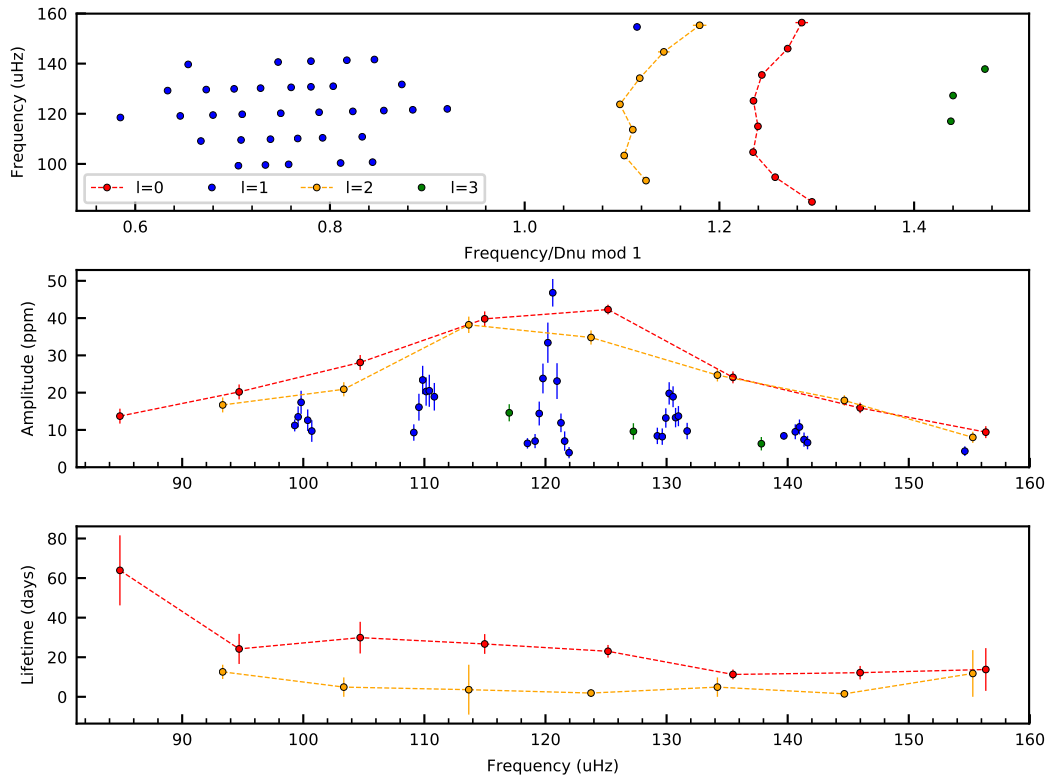 160
140
120
100
Frequency (uHz)
l=0 l=1 l=2 l=3
0.6 0.8 1.0 1.2 1.4
Frequency/Dnu mod 1
50
40
30
20
10
0
Amplitude (ppm)
90 100 110 120 130 140 150 160
80
60
40
20
0
Lifetime (days)
90 100 110 120 130 140 150 160
Frequency (uHz)